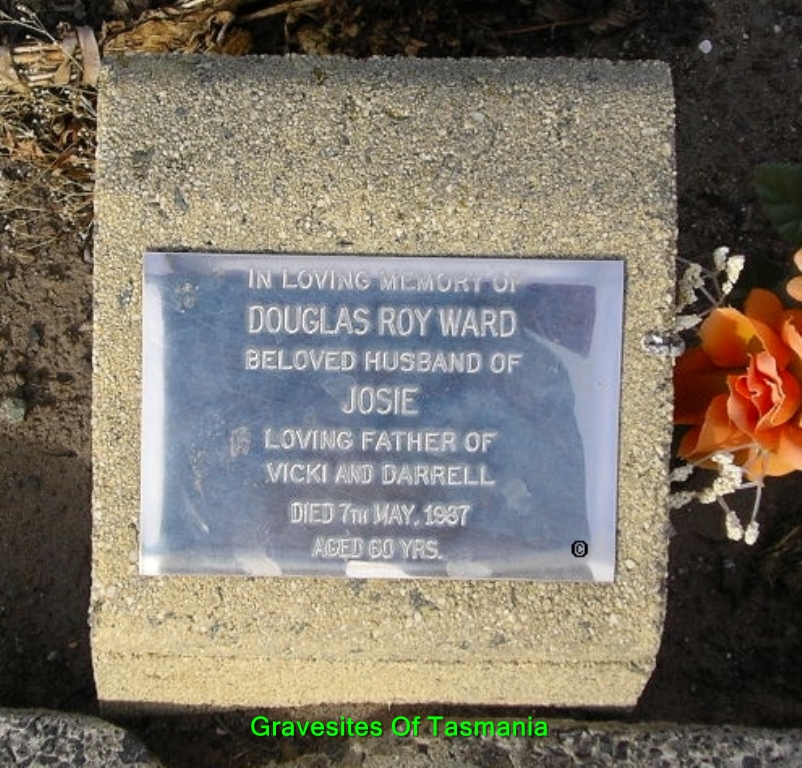 IN LOVING MEMORY OF
DOUGLAS ROY WARD
BELOVED HUSBAND OF
JOSIE
LOVING FATHER OF
VICKI AND DARRELL
DIED 7TH MAY, 1987
AGED 60 YRS.
©
Gravesites Of Tasmania